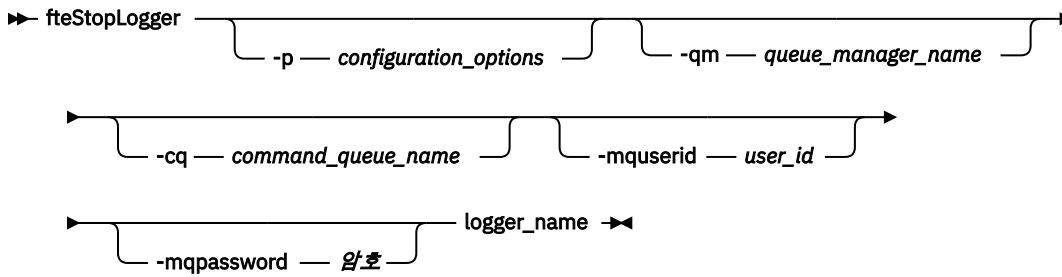 fteStopLogger
-p configuration_options
-qm queue_manager_name
-cq command_queue_name
-mquserid user_id
logger_name
-mqpassword 암호